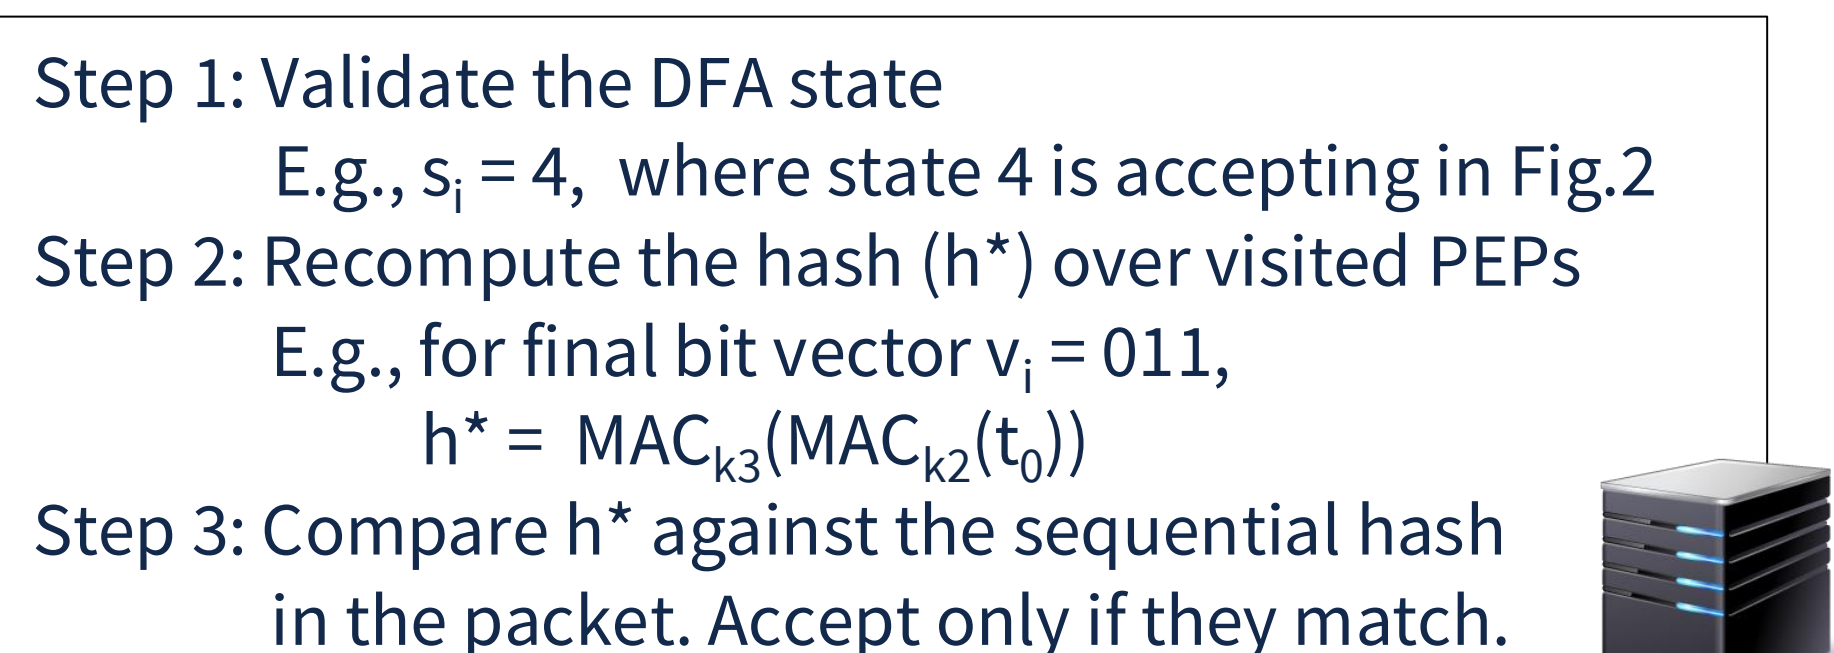 Step 1: Validate the DFA state
E.g., sᵢ = 4,  where state 4 is accepting in Fig.2
Step 2: Recompute the hash (h*) over visited PEPs
E.g., for final bit vector vᵢ = 011,
h* =  MACₖ₃(MACₖ₂(t₀))
Step 3: Compare h* against the sequential hash
in the packet. Accept only if they match.